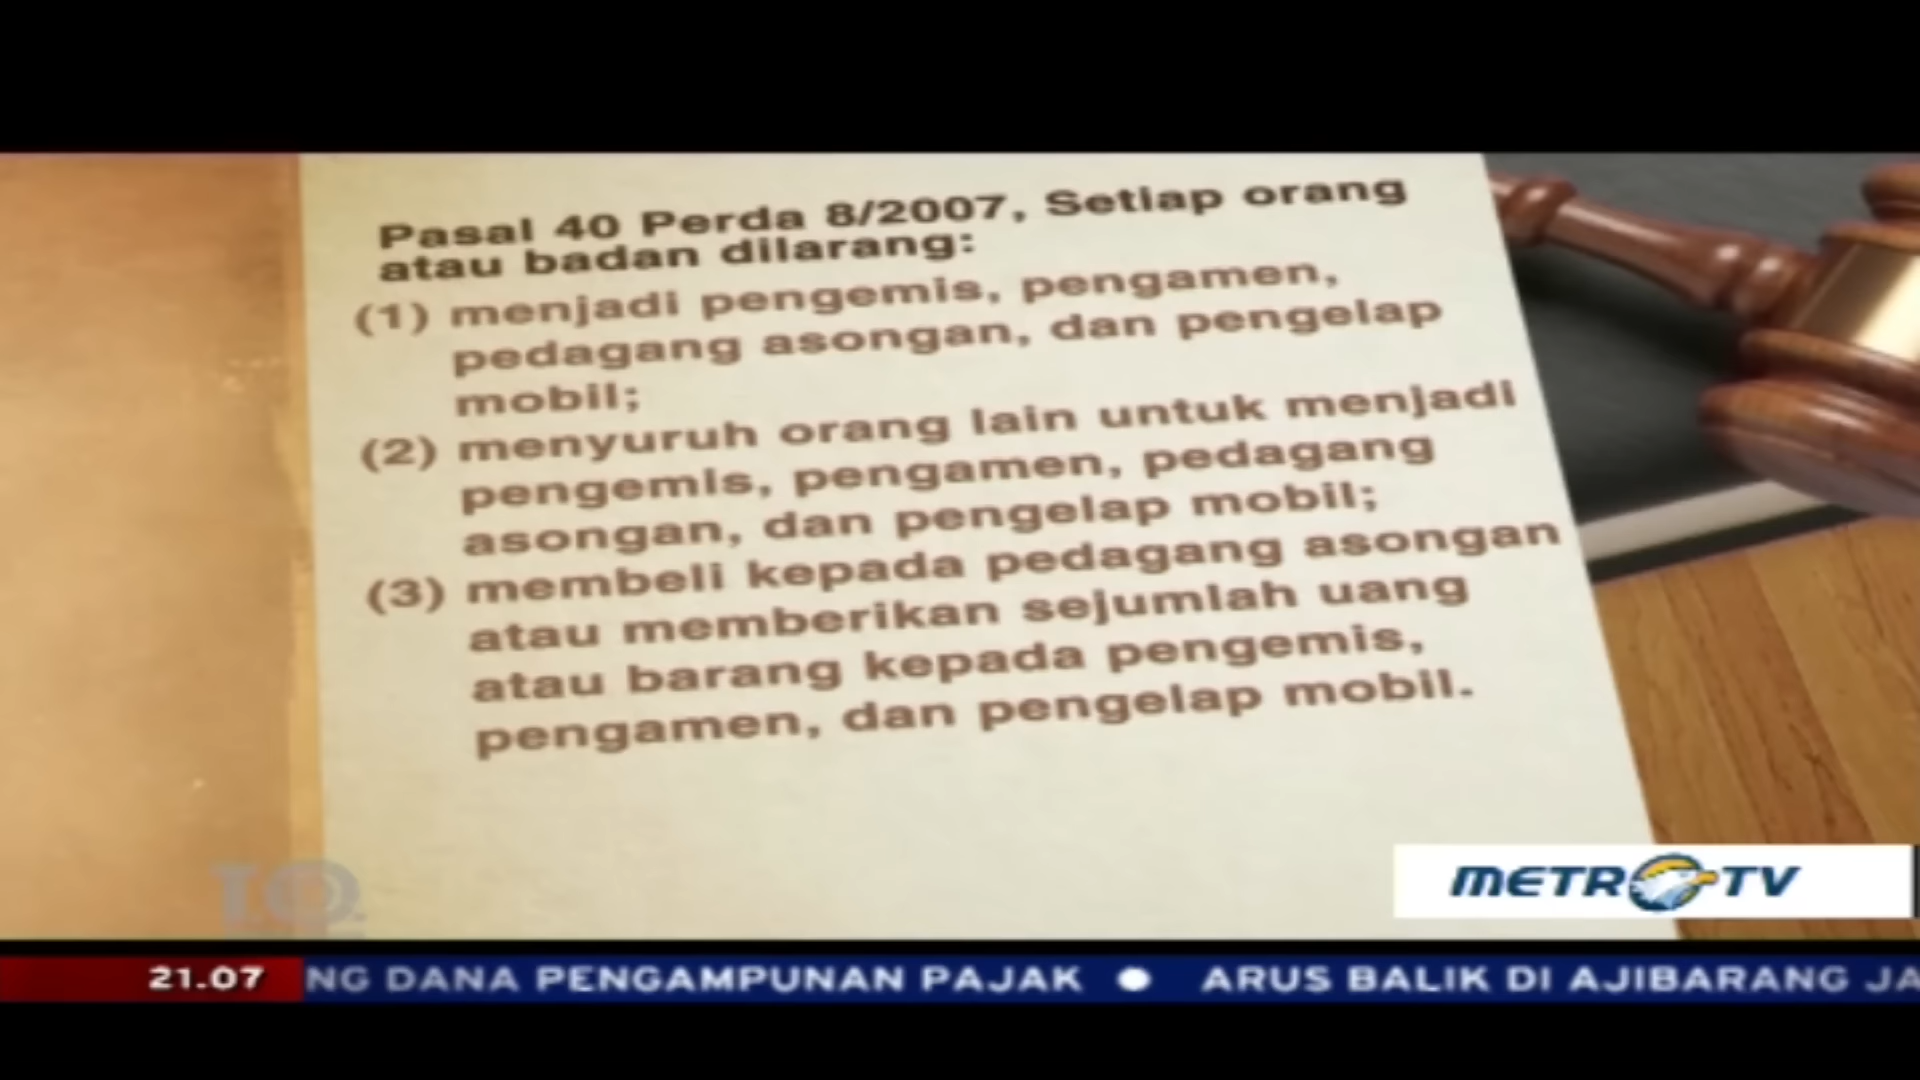 Pasal 40 Perda 8/2007, Setiap orang
atau badan dilarang:
(1) menjadi pengemis, pengamen,
pedagang asongan, dan pengelap
mobil;
(2) menyuruh orang lain untuk menjadi
pengemis, pengamen, pedagang
asongan, dan pengelap mobil;
(3) membeli kepada pedagang asongan
atau memberikan sejumlah uang
atau barang kepada pengemis,
pengamen, dan pengelap mobil.
METRO TV
21.07 NG DANA PENGAMPUNAN PAJAK ● ARUS BALIK DI AJIBARANG JA